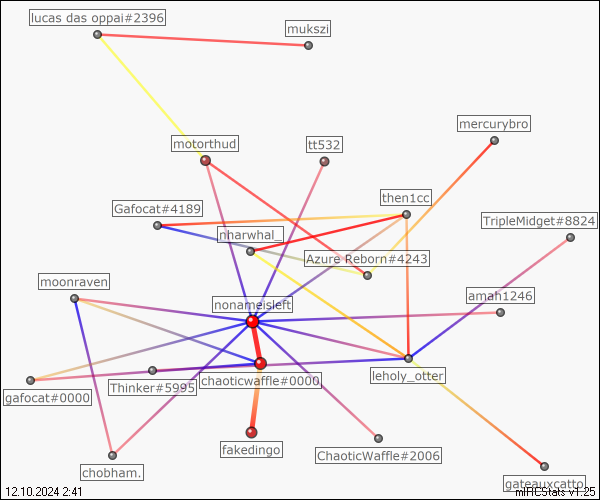 lucas das oppai#2396
mukszi
mercurybro
motorthud
tt532
then1cc
Gafocat#4189
TripleMidget#8824
nharwhal_
Azure Reborn#4243
moonraven
amah1246
nonameisleft
leholy_otter
chaoticwaffle#0000
Thinker#5995
gafocat#0000
fakedingo
ChaoticWaffle#2006
chobham.
gateauxcatto
12.10.2024 2:41
mIRCStats v1.25